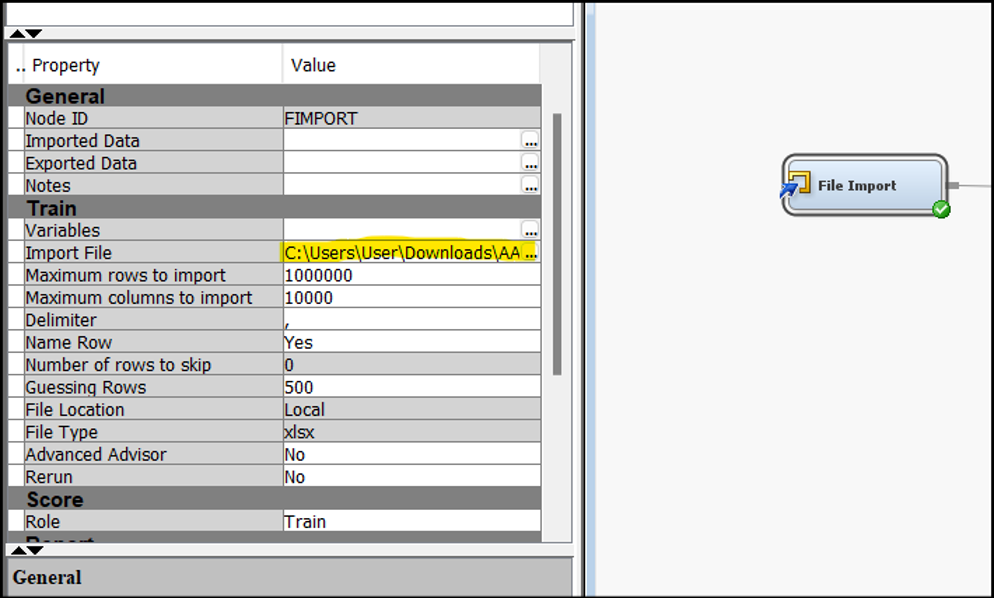 .. Property Value
General
Node ID FIMPORT
Imported Data ...
Exported Data ...
Notes ...
Train
Variables ...
Import File C:\Users\User\Downloads\AA ...
Maximum rows to import 1000000
Maximum columns to import 10000
Delimiter ,
Name Row Yes
Number of rows to skip 0
Guessing Rows 500
File Location Local
File Type xlsx
Advanced Advisor No
Rerun No
Score
Role Train
Report
General
File Import